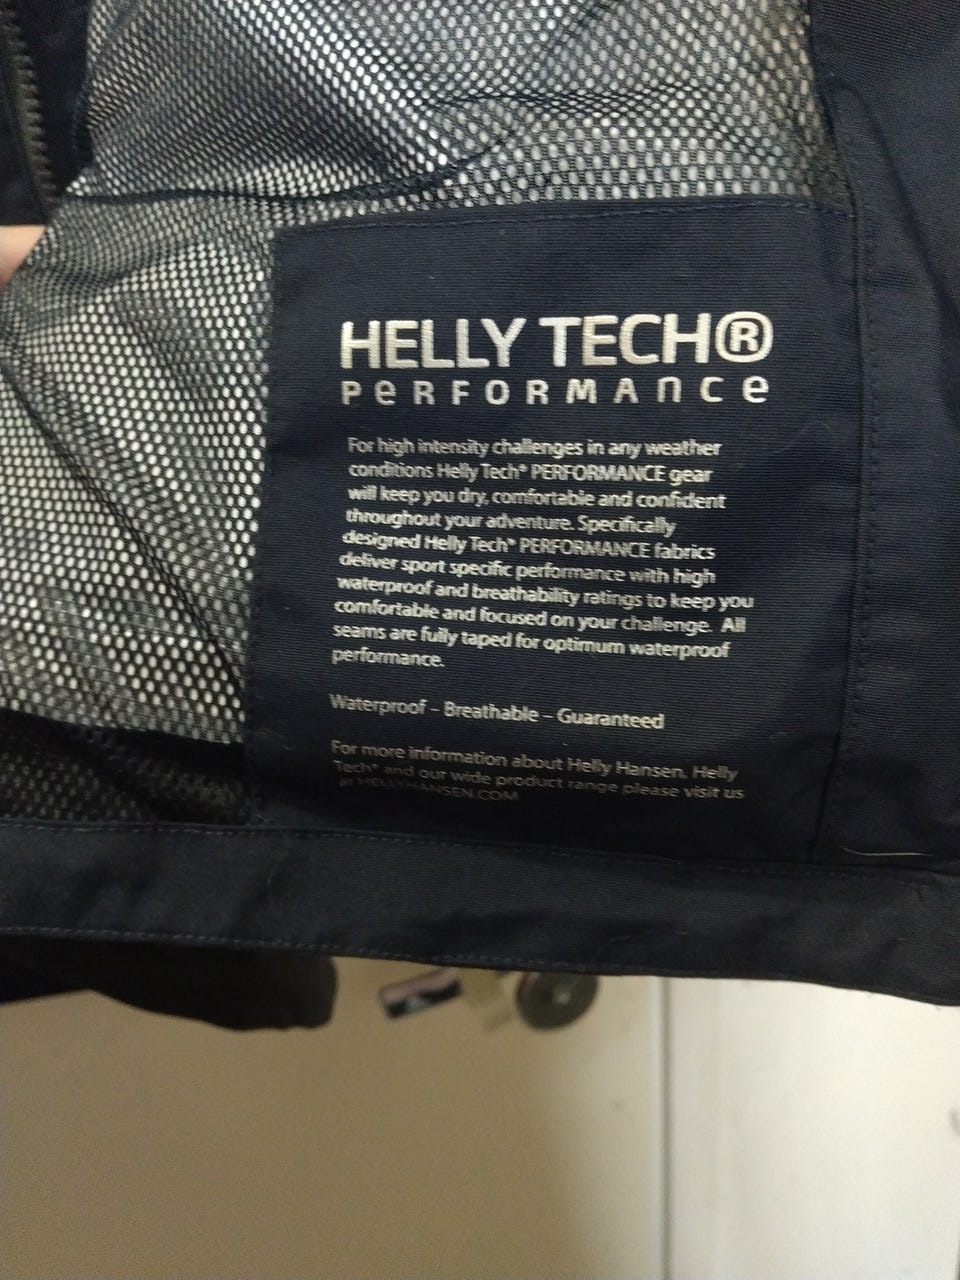 HELLY TECH®
PERFORMANCE
For high intensity challenges in any weather
conditions Helly Tech® PERFORMANCE gear
will keep you dry, comfortable and confident
throughout your adventure. Specifically
designed Helly Tech® PERFORMANCE fabrics
deliver sport specific performance with high
waterproof and breathability ratings to keep you
comfortable and focused on your challenge. All
seams are fully taped for optimum waterproof
performance.
Waterproof – Breathable – Guaranteed
For more information about Helly Hansen, Helly
Tech® and our wide product range please visit us
at HELLYHANSEN.COM